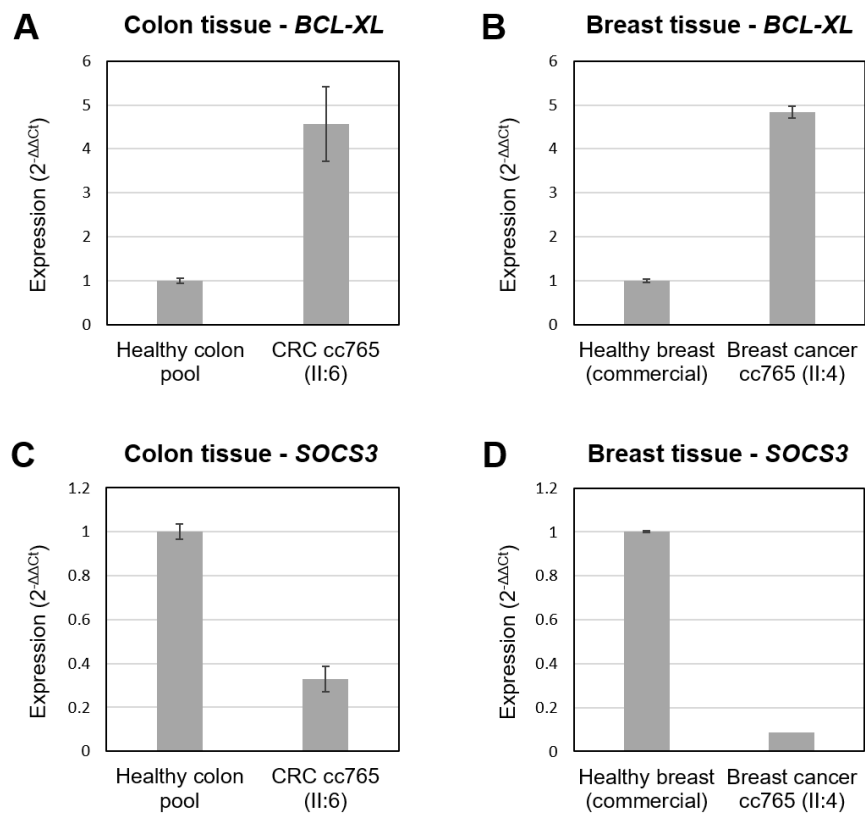 A Colon tissue - BCL-XL
6
5
4
3
2
1
0
Expression (2-ΔΔCt)
Healthy colon
pool
CRC cc765
(II:6)
B Breast tissue - BCL-XL
6
5
4
3
2
1
0
Expression (2-ΔΔCt)
Healthy breast
(commercial)
Breast cancer
cc765 (II:4)
C Colon tissue - SOCS3
1.2
1
0.8
0.6
0.4
0.2
0
Expression (2-ΔΔCt)
Healthy colon
pool
CRC cc765
(II:6)
D Breast tissue - SOCS3
1.2
1
0.8
0.6
0.4
0.2
0
Expression (2-ΔΔCt)
Healthy breast
(commercial)
Breast cancer
cc765 (II:4)